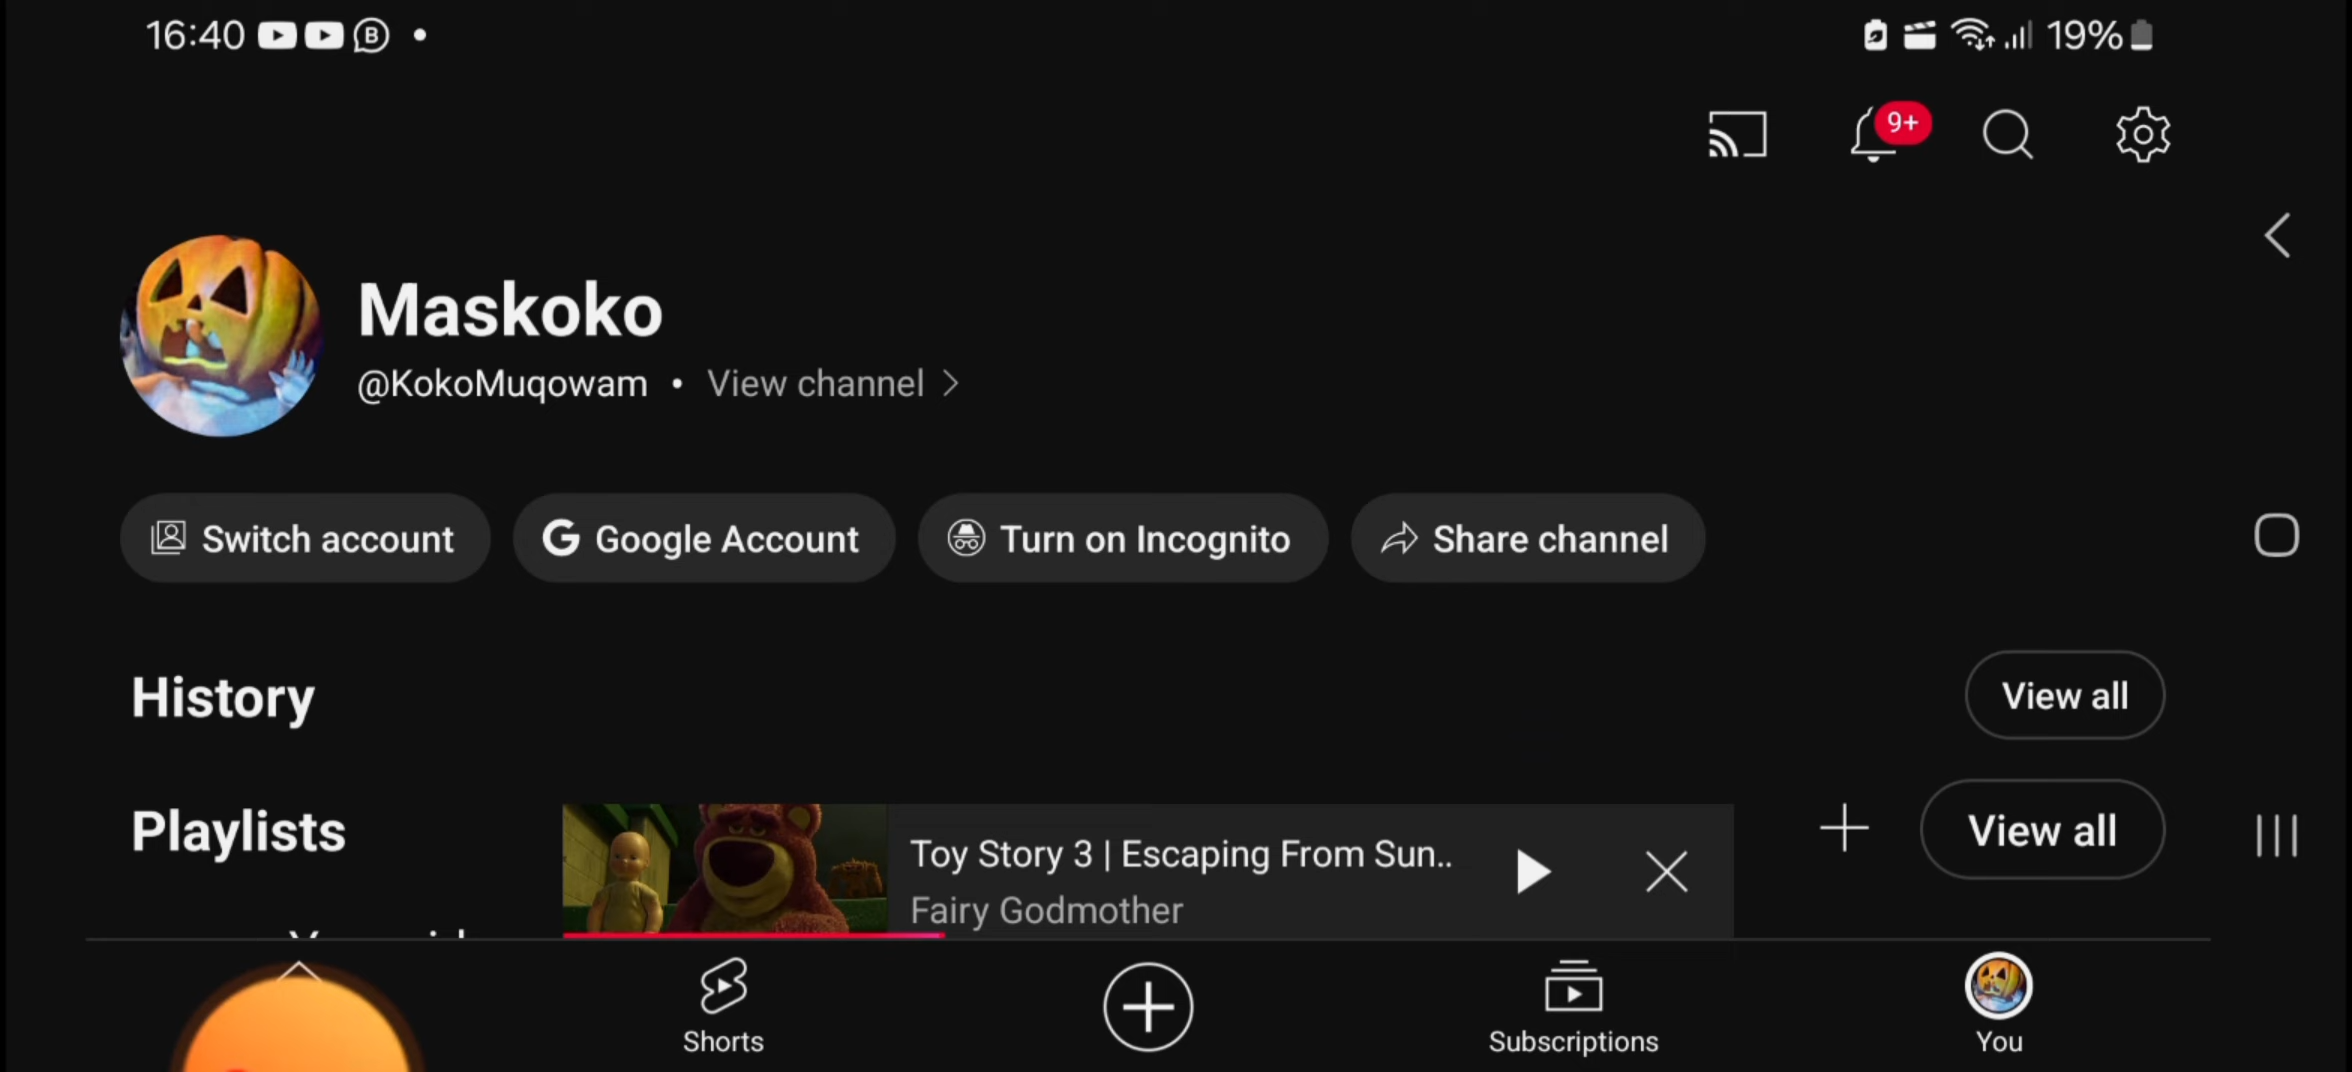 16:40
19%
9+
Maskoko
@KokoMuqowam • View channel
Switch account
Google Account
Turn on Incognito
Share channel
History
View all
Playlists
View all
Toy Story 3 | Escaping From Sun..
Fairy Godmother
Shorts
Subscriptions
You